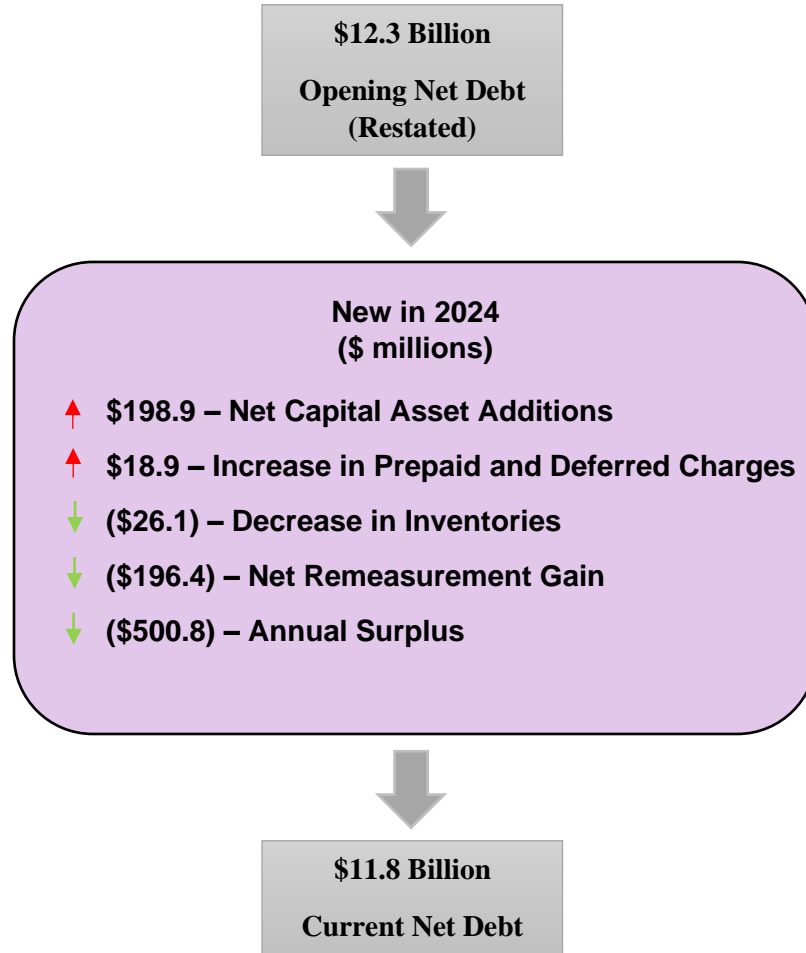 $12.3 Billion
Opening Net Debt
(Restated)
New in 2024
($ millions)
$198.9 – Net Capital Asset Additions
$18.9 – Increase in Prepaid and Deferred Charges
($26.1) – Decrease in Inventories
($196.4) – Net Remeasurement Gain
($500.8) – Annual Surplus
$11.8 Billion
Current Net Debt